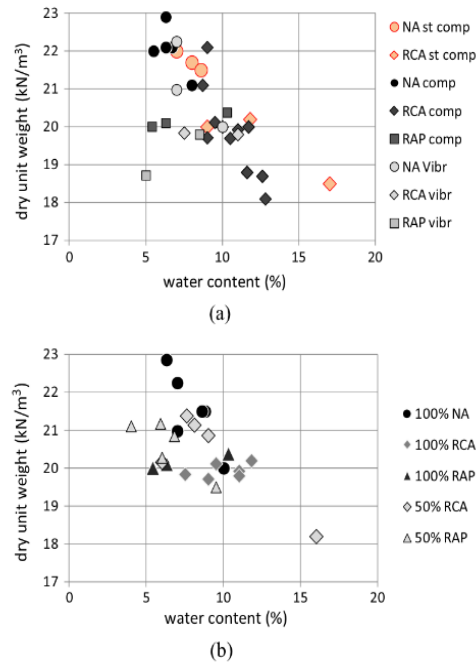 dry unit weight (kN/m³)
23
22
21
20
19
18
17
0
5
10
15
20
water content (%)
NA st comp
RCA st comp
NA comp
RCA comp
RAP comp
NA Vibr
RCA vibr
RAP vibr
(a)
dry unit weight (kN/m³)
23
22
21
20
19
18
17
0
5
10
15
20
water content (%)
100% NA
100% RCA
100% RAP
50% RCA
50% RAP
(b)